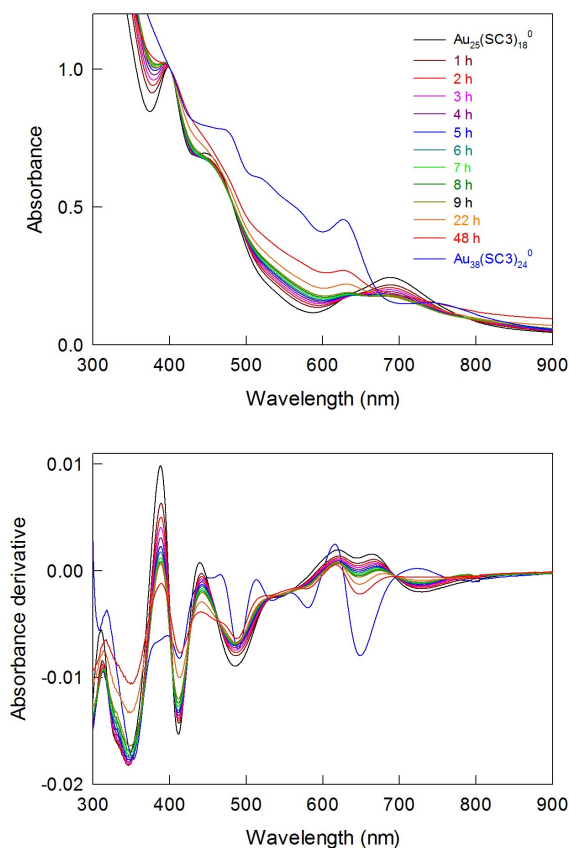 Au25(SC3)18^0
1 h
2 h
3 h
4 h
5 h
6 h
7 h
8 h
9 h
22 h
48 h
Au38(SC3)24^0
Absorbance
1.0
0.5
0.0
300 400 500 600 700 800 900
Wavelength (nm)
Absorbance derivative
0.01
0.00
-0.01
-0.02
300 400 500 600 700 800 900
Wavelength (nm)